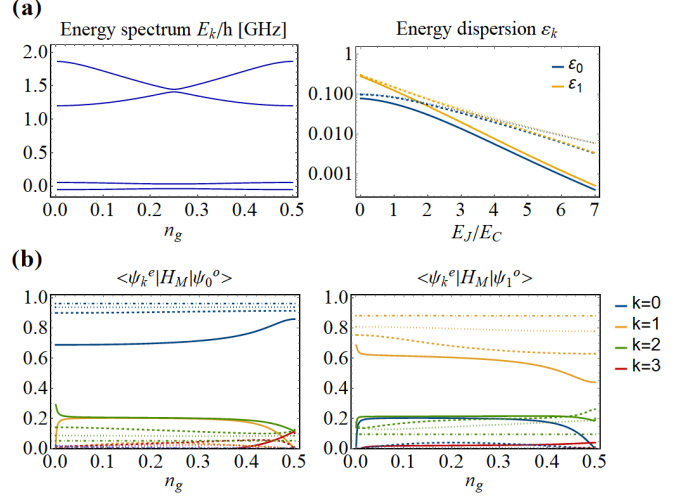 (a)
Energy spectrum E_k/h [GHz]
2.0
1.5
1.0
0.5
0.0
0.0 0.1 0.2 0.3 0.4 0.5
n_g
Energy dispersion ε_k
1
0.100
0.010
0.001
0 1 2 3 4 5 6 7
E_J/E_C
ε_0
ε_1
(b)
<ψ_k^e|H_M|ψ_0^o>
1.0
0.8
0.6
0.4
0.2
0.0
0.0 0.1 0.2 0.3 0.4 0.5
n_g
<ψ_k^e|H_M|ψ_1^o>
1.0
0.8
0.6
0.4
0.2
0.0
0.0 0.1 0.2 0.3 0.4 0.5
n_g
k=0
k=1
k=2
k=3